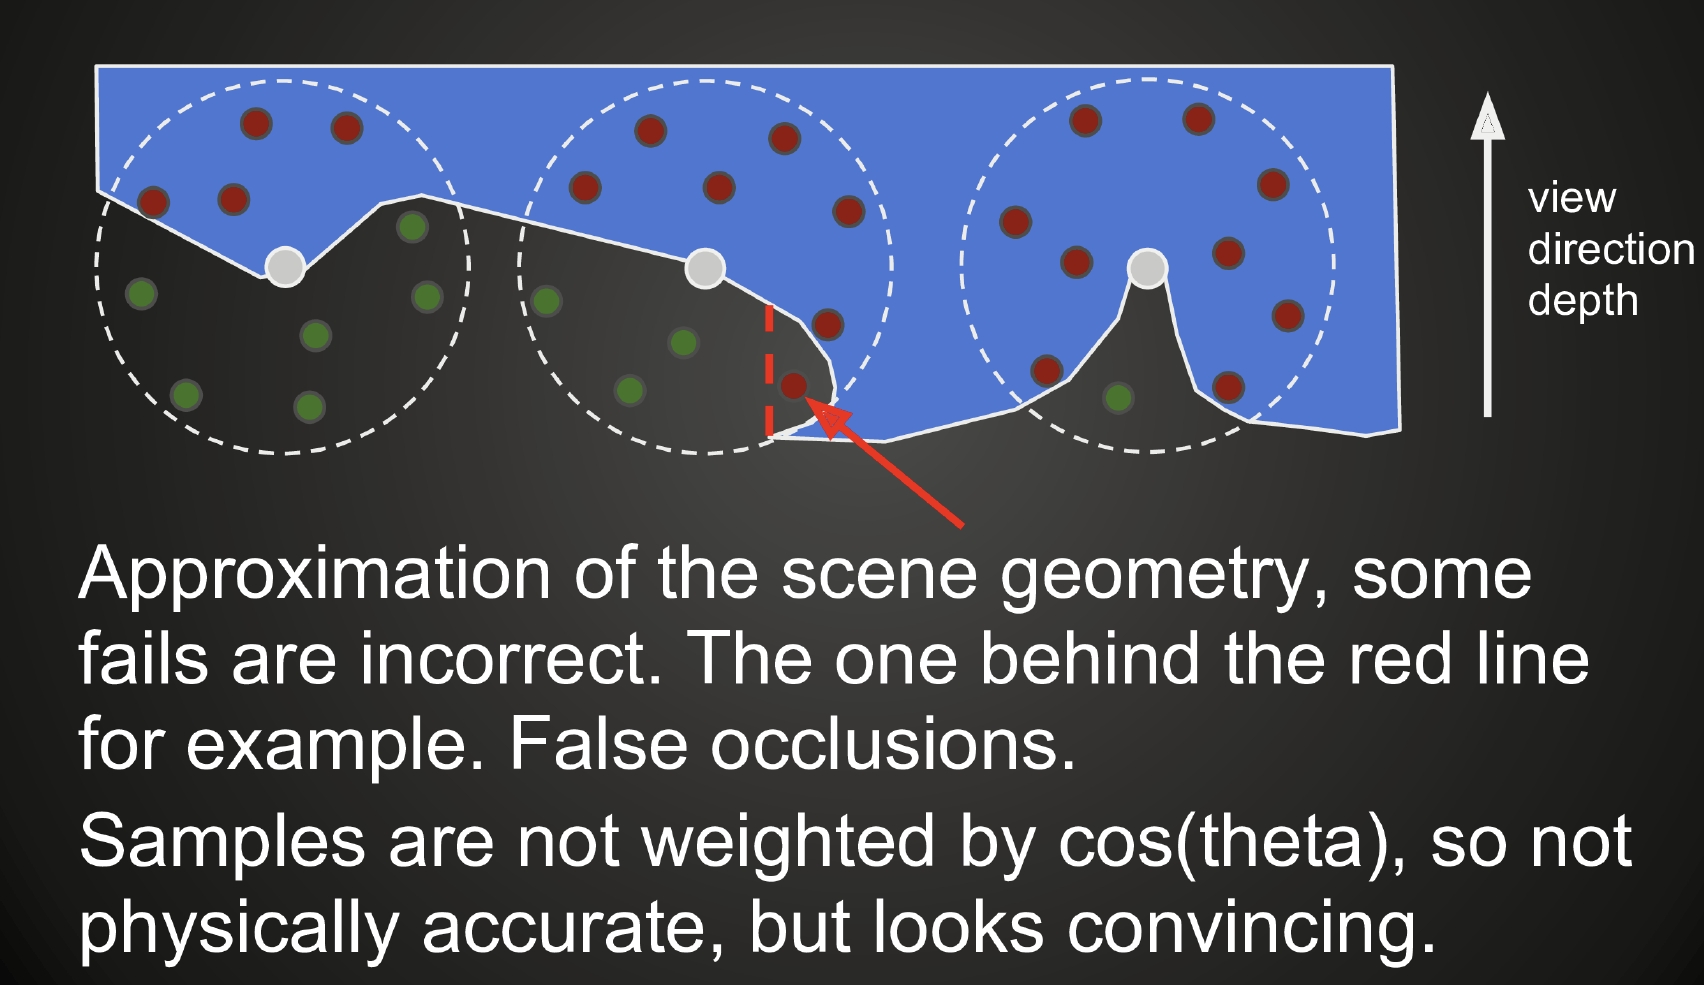 view
direction
depth
Approximation of the scene geometry, some
fails are incorrect. The one behind the red line
for example. False occlusions.
Samples are not weighted by cos(theta), so not
physically accurate, but looks convincing.